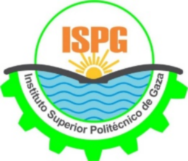 ISPG
Instituto Superior Politécnico de Gaza